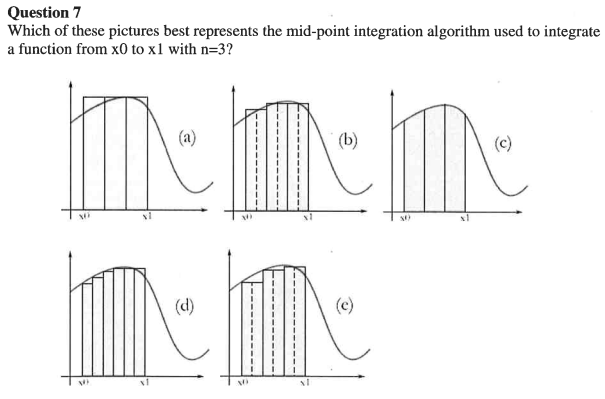 Question 7
Which of these pictures best represents the mid-point integration algorithm used to integrate
a function from x0 to x1 with n=3?
(a)
(b)
(c)
x0 x1
x0 x1
x0 x1
(d)
(e)
x0 x1
x0 x1